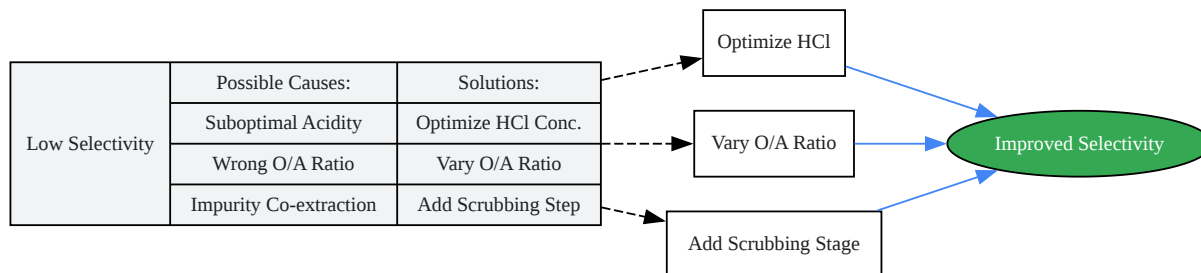 Low Selectivity
Possible Causes:
Solutions:
Suboptimal Acidity
Optimize HCl Conc.
Wrong O/A Ratio
Vary O/A Ratio
Impurity Co-extraction
Add Scrubbing Step
Optimize HCl
Vary O/A Ratio
Add Scrubbing Stage
Improved Selectivity